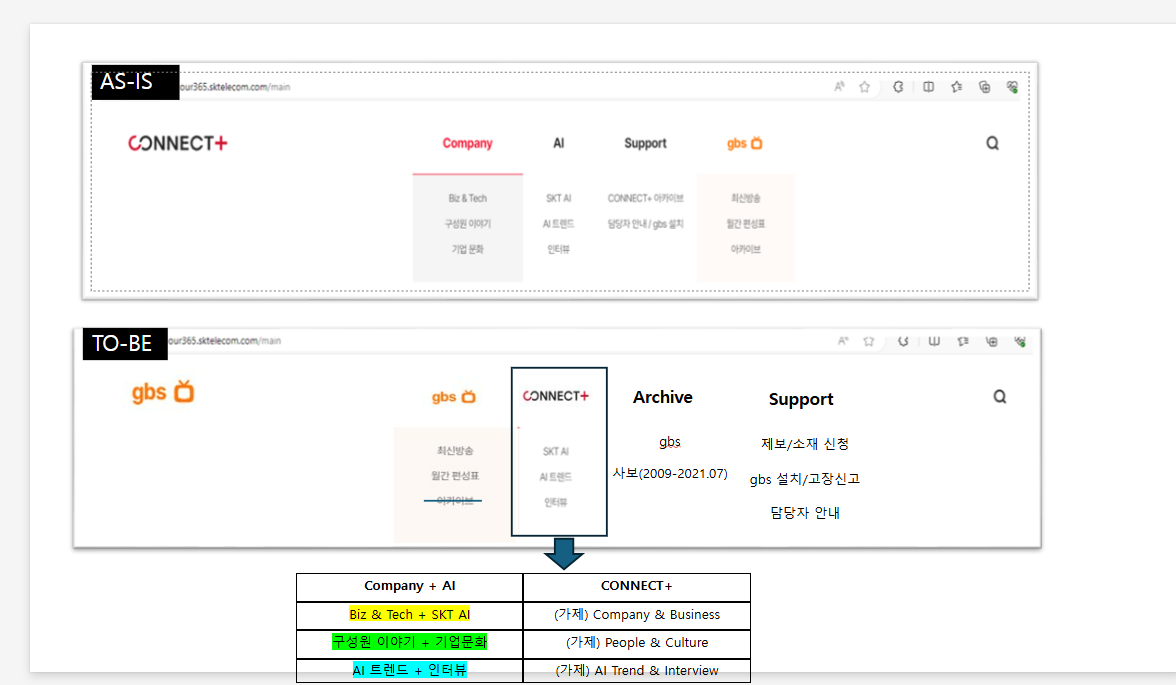 AS-IS
our365.sktelecom.com/main
CONNECT+
Company
AI
Support
gbs
Biz & Tech
SKT AI
CONNECT+ 아카이브
최신방송
구성원 이야기
AI 트렌드
담당자 안내 / gbs 설치
월간 편성표
기업 문화
인터뷰
아카이브
TO-BE
our365.sktelecom.com/main
gbs
gbs
CONNECT+
Archive
Support
최신방송
SKT AI
gbs
제보/소재 신청
월간 편성표
AI 트렌드
사보(2009-2021.07)
gbs 설치/고장신고
아카이브
인터뷰
담당자 안내
Company + AI
CONNECT+
Biz & Tech + SKT AI
(가제) Company & Business
구성원 이야기 + 기업문화
(가제) People & Culture
AI 트렌드 + 인터뷰
(가제) AI Trend & Interview